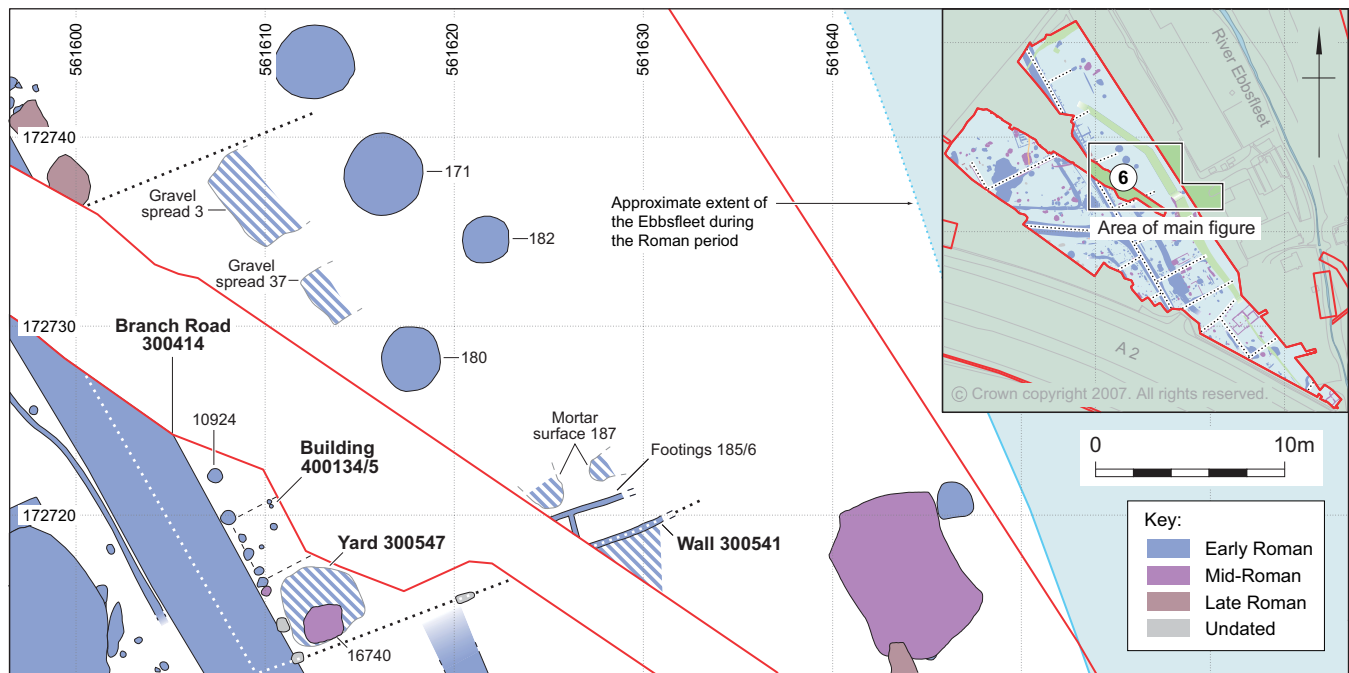 561600
561610
561620
561630
561640
172740
172730
172720
Gravel
spread 3
171
182
Gravel
spread 37
180
Branch Road
300414
10924
Building
400134/5
Yard 300547
16740
Mortar
surface 187
Footings 185/6
Wall 300541
Approximate extent of
the Ebbsfleet during
the Roman period
River Ebbsfleet
6
Area of main figure
A 2
© Crown copyright 2007. All rights reserved.
0 10m
Key:
Early Roman
Mid-Roman
Late Roman
Undated